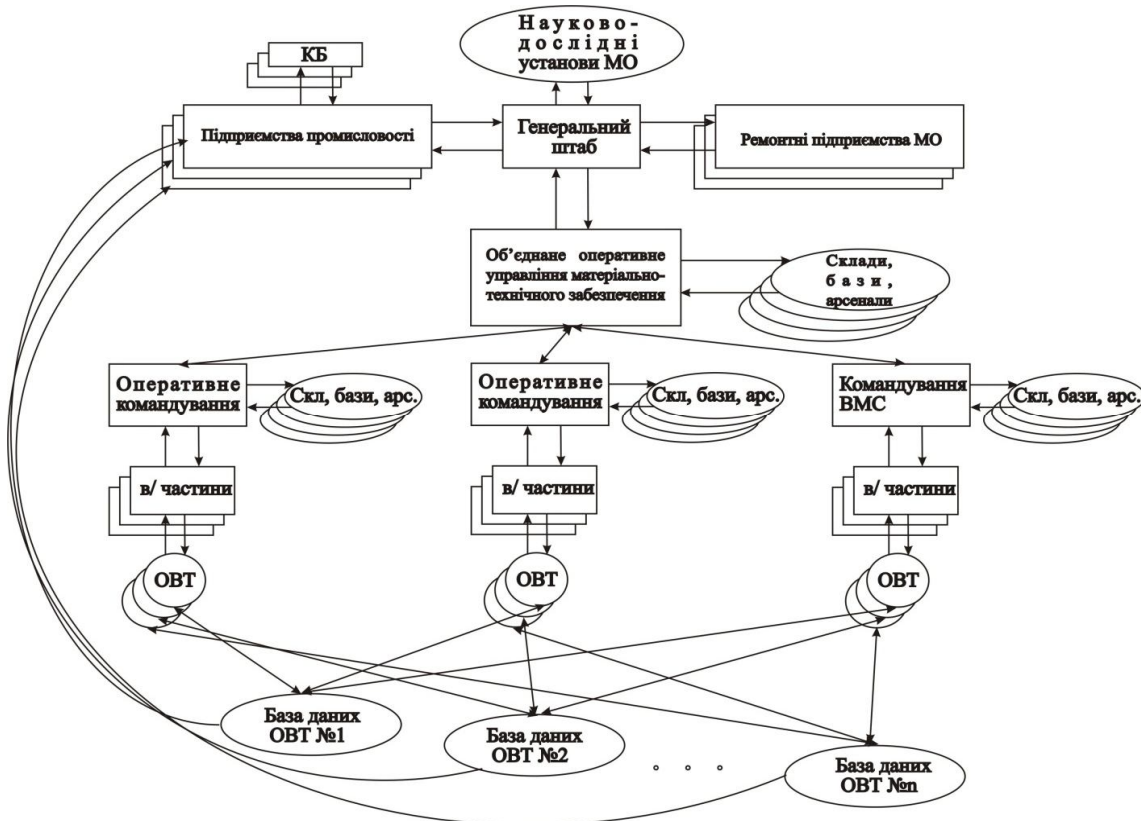 Науково-
дослідні
установи МО
КБ
Підприємства промисловості
Генеральний
штаб
Ремонтні підприємства МО
Об’єднане оперативне
управління матеріально-
технічного забезпечення
Склади,
бази,
арсенали
Оперативне
командування
Скл, бази, арс.
Оперативне
командування
Скл, бази, арс.
Командування
ВМС
Скл, бази, арс.
в/ частини
в/ частини
в/ частини
ОВТ
ОВТ
ОВТ
База даних
ОВТ №1
База даних
ОВТ №2
. . .
База даних
ОВТ №n